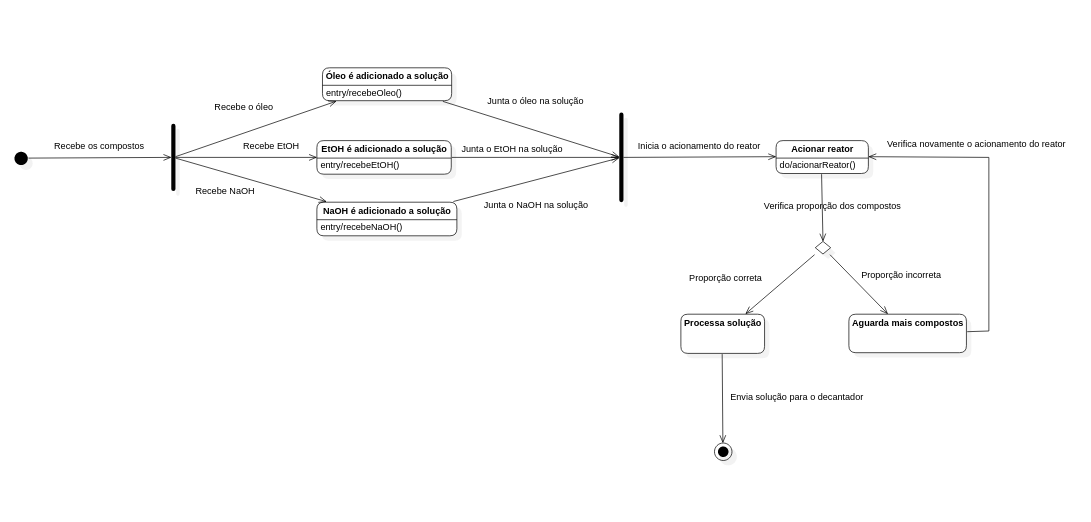 Recebe os compostos
Recebe o óleo
Recebe EtOH
Recebe NaOH
Óleo é adicionado a solução
entry/recebeOleo()
EtOH é adicionado a solução
entry/recebeEtOH()
NaOH é adicionado a solução
entry/recebeNaOH()
Junta o óleo na solução
Junta o EtOH na solução
Junta o NaOH na solução
Inicia o acionamento do reator
Acionar reator
do/acionarReator()
Verifica novamente o acionamento do reator
Verifica proporção dos compostos
Proporção correta
Proporção incorreta
Processa solução
Aguarda mais compostos
Envia solução para o decantador